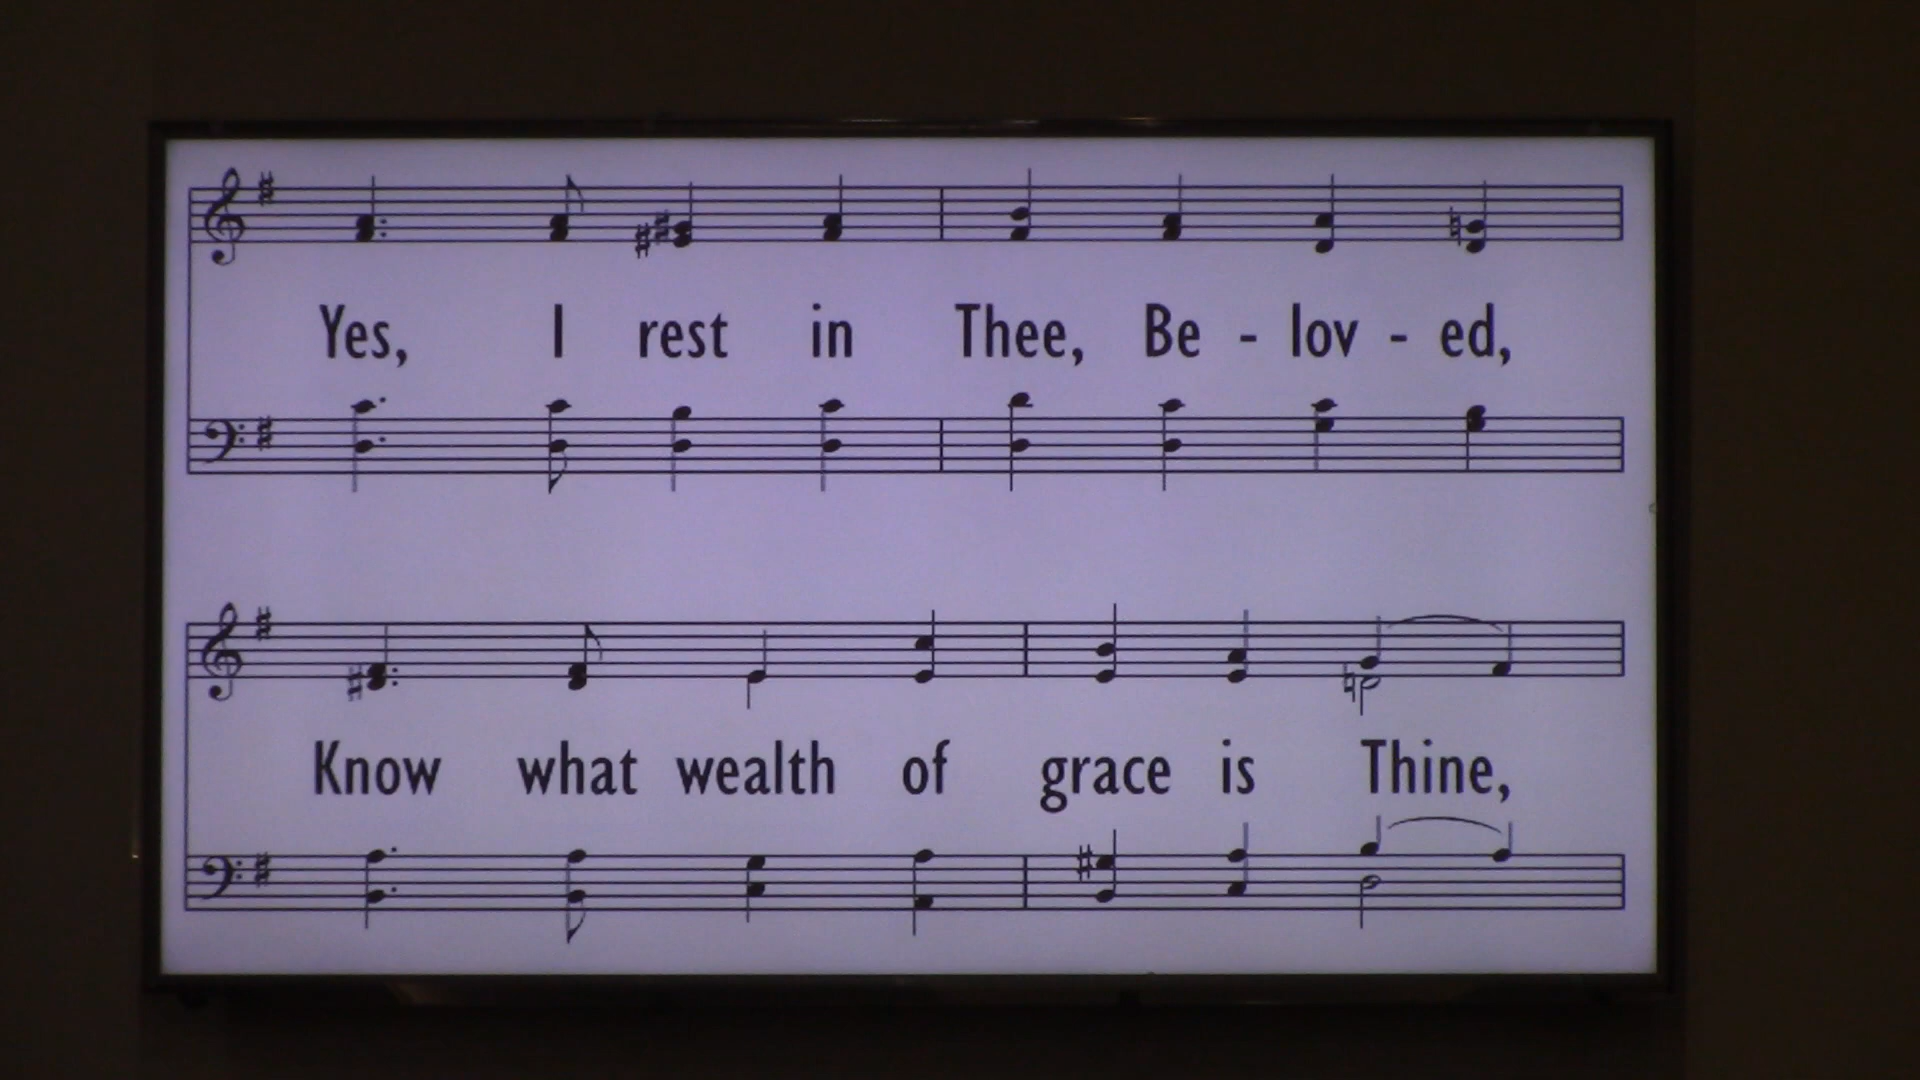 Yes, I rest in Thee, Be - lov - ed,
Know what wealth of grace is Thine,